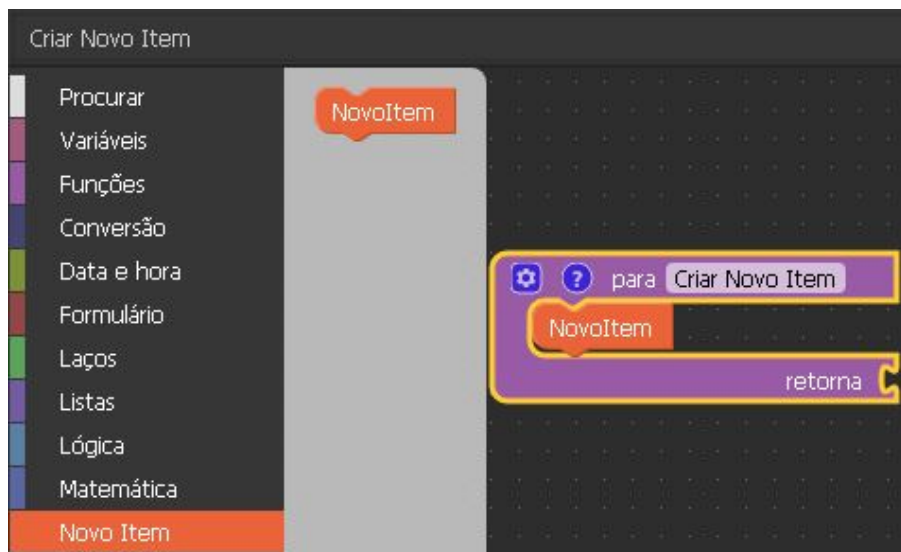 Criar Novo Item
Procurar
Variáveis
Funções
Conversão
Data e hora
Formulário
Laços
Listas
Lógica
Matemática
Novo Item
NovoItem
? para Criar Novo Item
NovoItem
retorna